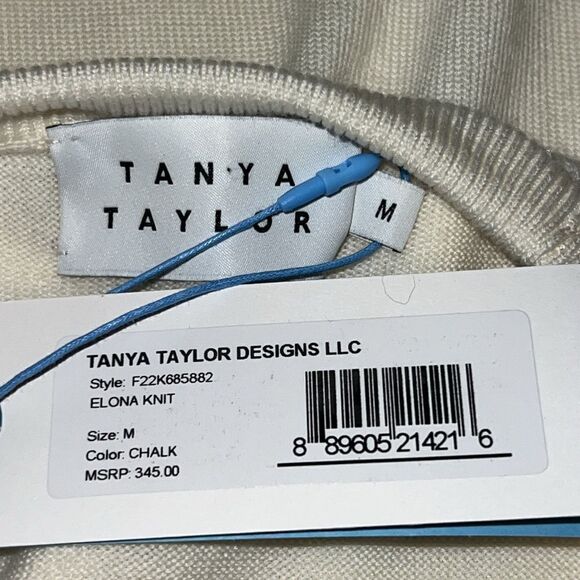 TANYA
TAYLOR
M
TANYA TAYLOR DESIGNS LLC
Style: F22K685882
ELONA KNIT
Size: M
Color: CHALK
MSRP: 345.00
8 89605 21421 6